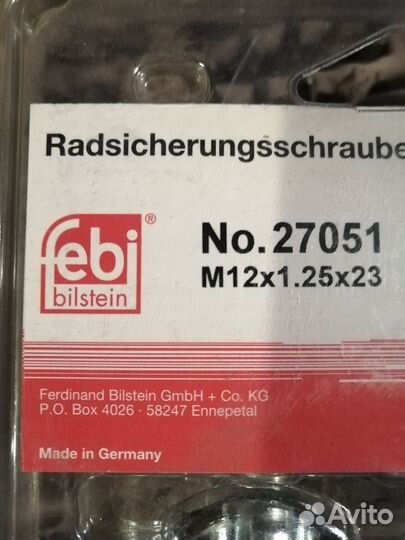 Radsicherungsschraube
febi
bilstein
®
No. 27051
M12x1.25x23
Ferdinand Bilstein GmbH + Co. KG
P.O. Box 4026 · 58247 Ennepetal
Made in Germany
Avito